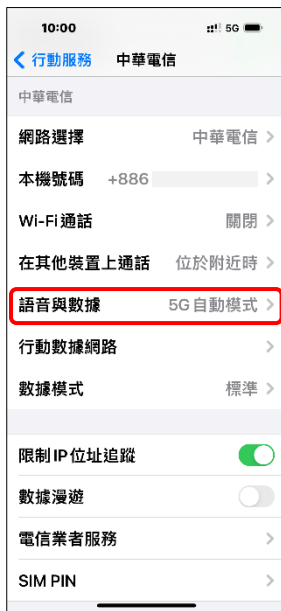 10:00 5G
行動服務 中華電信
中華電信
網路選擇 中華電信
本機號碼 +886
Wi-Fi通話 關閉
在其他裝置上通話 位於附近時
語音與數據 5G自動模式
行動數據網路
數據模式 標準
限制IP位址追蹤
數據漫遊
電信業者服務
SIM PIN